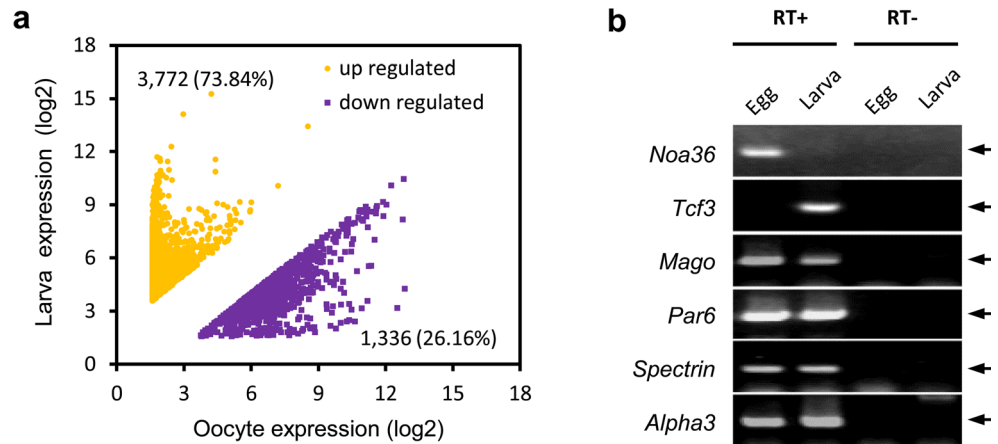 a
Larva expression (log2)
18
15
12
9
6
3
0
0 3 6 9 12 15 18
Oocyte expression (log2)
3,772 (73.84%)
up regulated
down regulated
1,336 (26.16%)
b
RT+ RT-
Egg Larva Egg Larva
Noa36
Tcf3
Mago
Par6
Spectrin
Alpha3